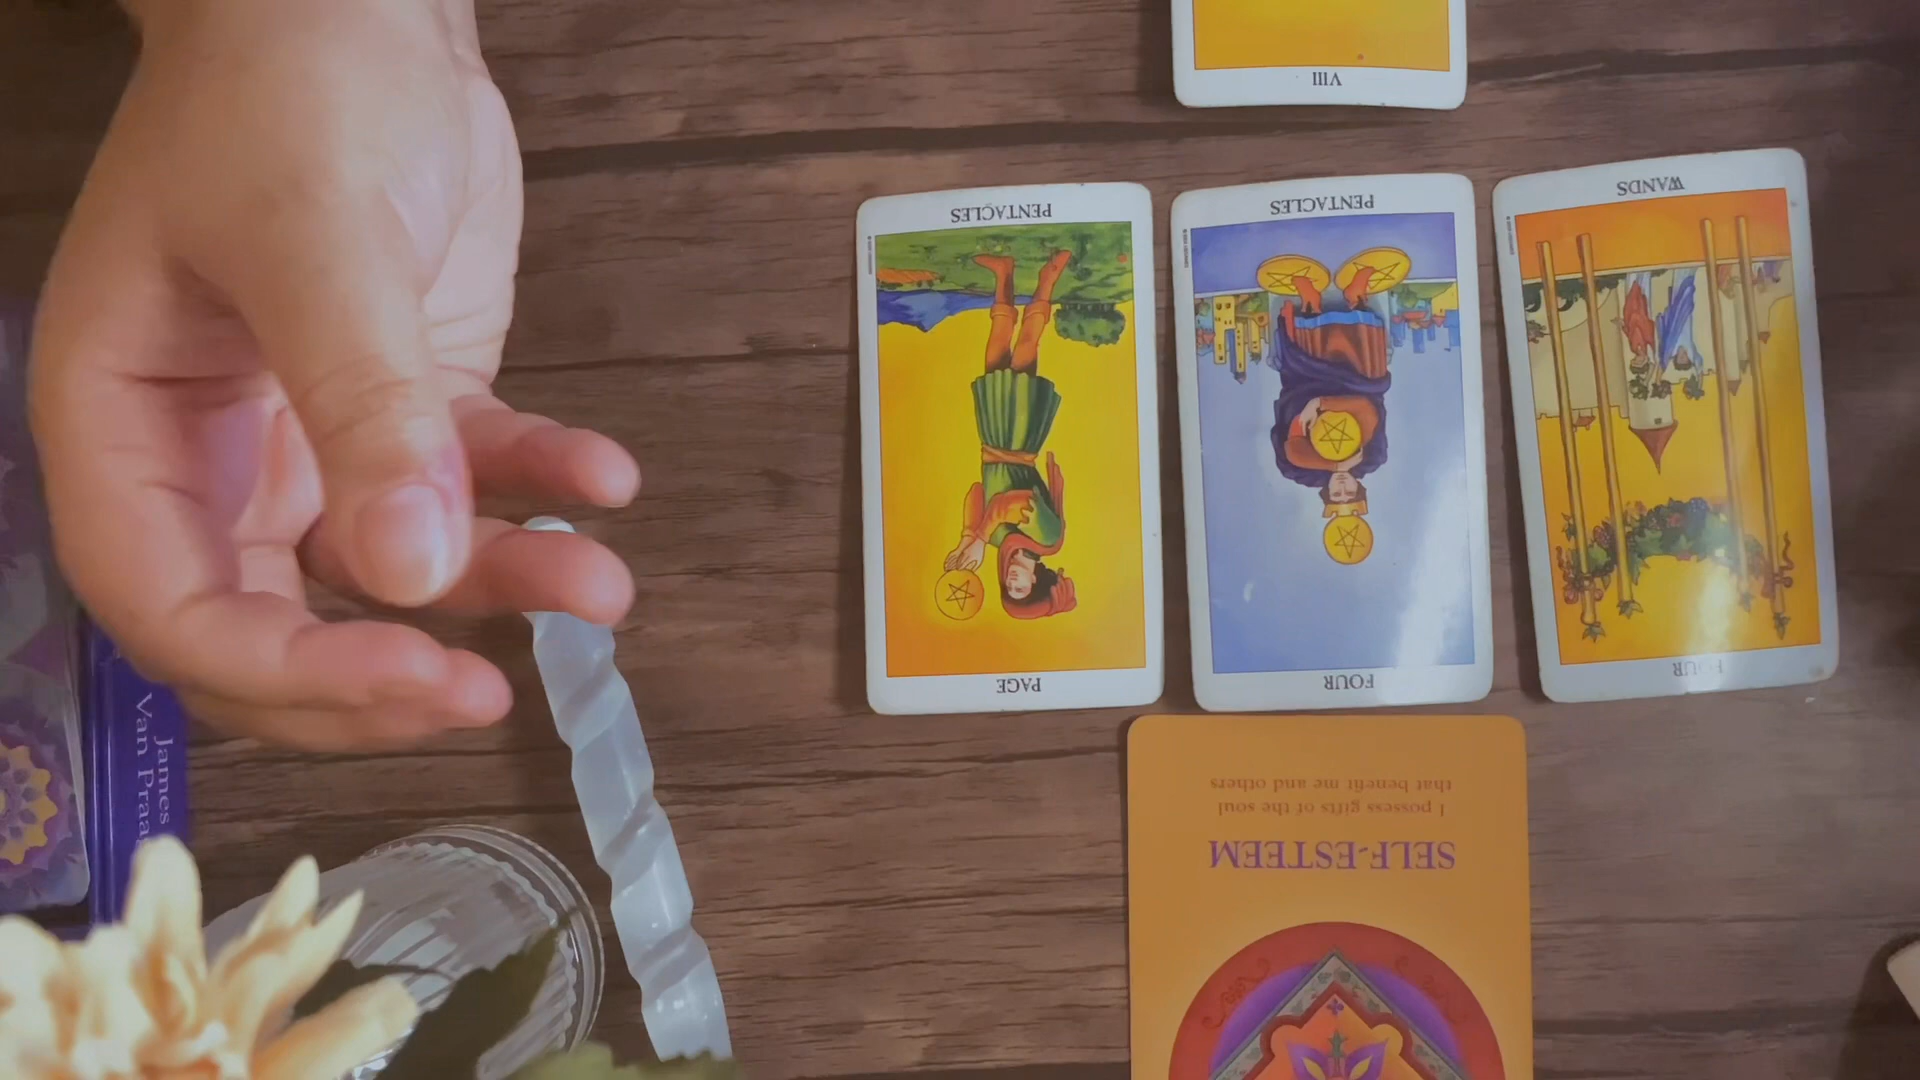 VIII
PENTACLES
PAGE
PENTACLES
FOUR
WANDS
FOUR
SELF-ESTEEM
I possess gifts of the soul
that benefit me and others
James
Van Praa